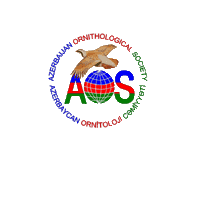 AZERBAIJAN ORNITHOLOGICAL SOCIETY
AOS
AZƏRBAYCAN ORNİTOLOJİ CƏMİYYƏTİ